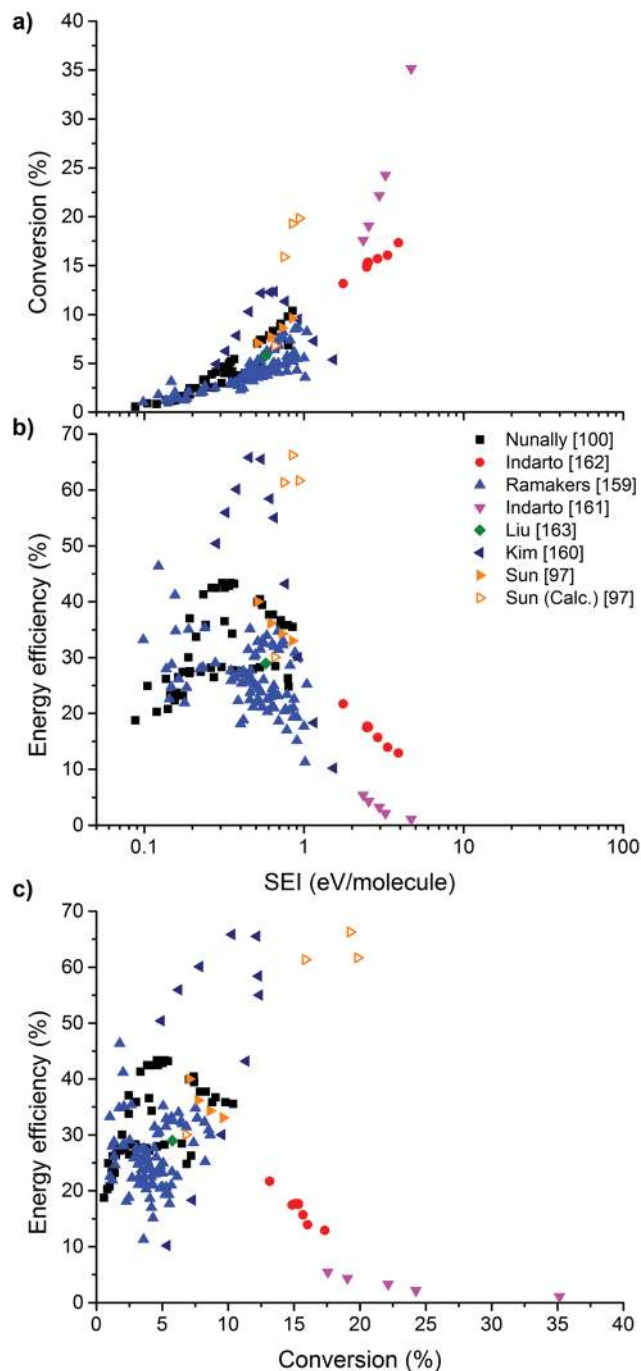 a)
40
35
30
25
20
15
10
5
0
Conversion (%)
b)
70
60
50
40
30
20
10
0
Energy efficiency (%)
Nunally [100]
Indarto [162]
Ramakers [159]
Indarto [161]
Liu [163]
Kim [160]
Sun [97]
Sun (Calc.) [97]
0.1 1 10 100
SEI (eV/molecule)
c)
70
60
50
40
30
20
10
0
Energy efficiency (%)
0 5 10 15 20 25 30 35 40
Conversion (%)